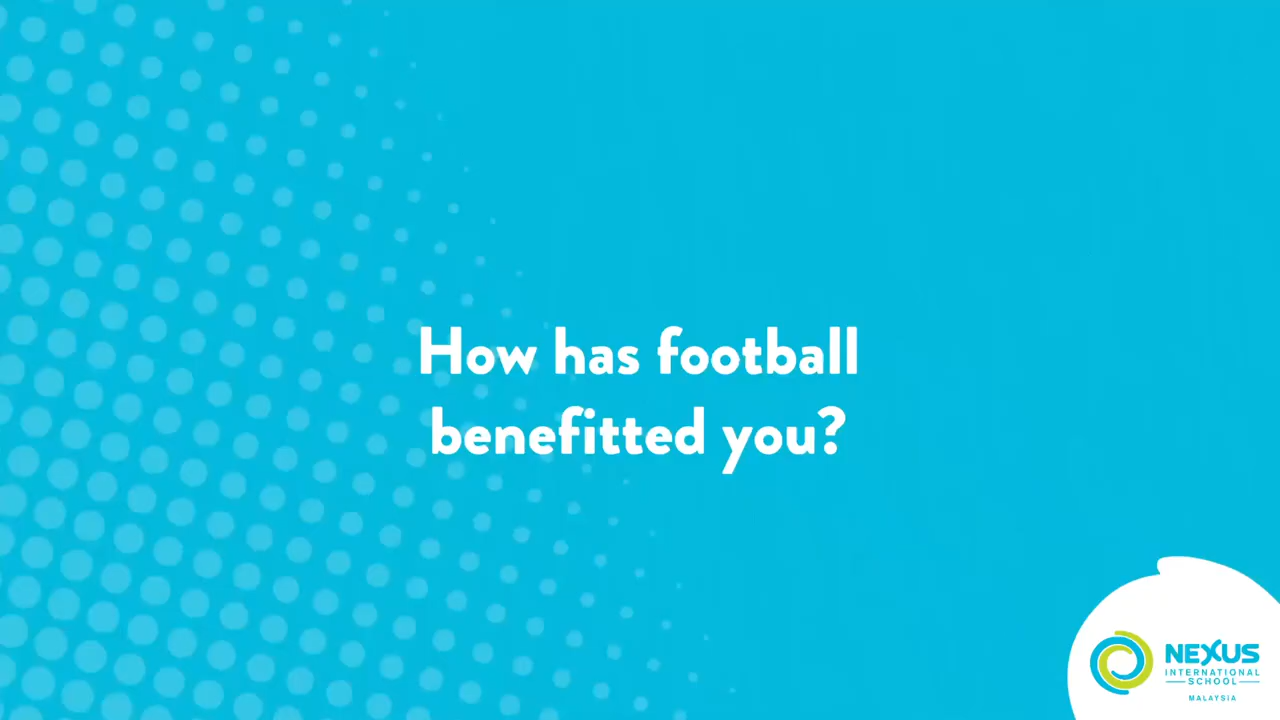 How has football
benefitted you?
NEXUS
INTERNATIONAL
SCHOOL
MALAYSIA